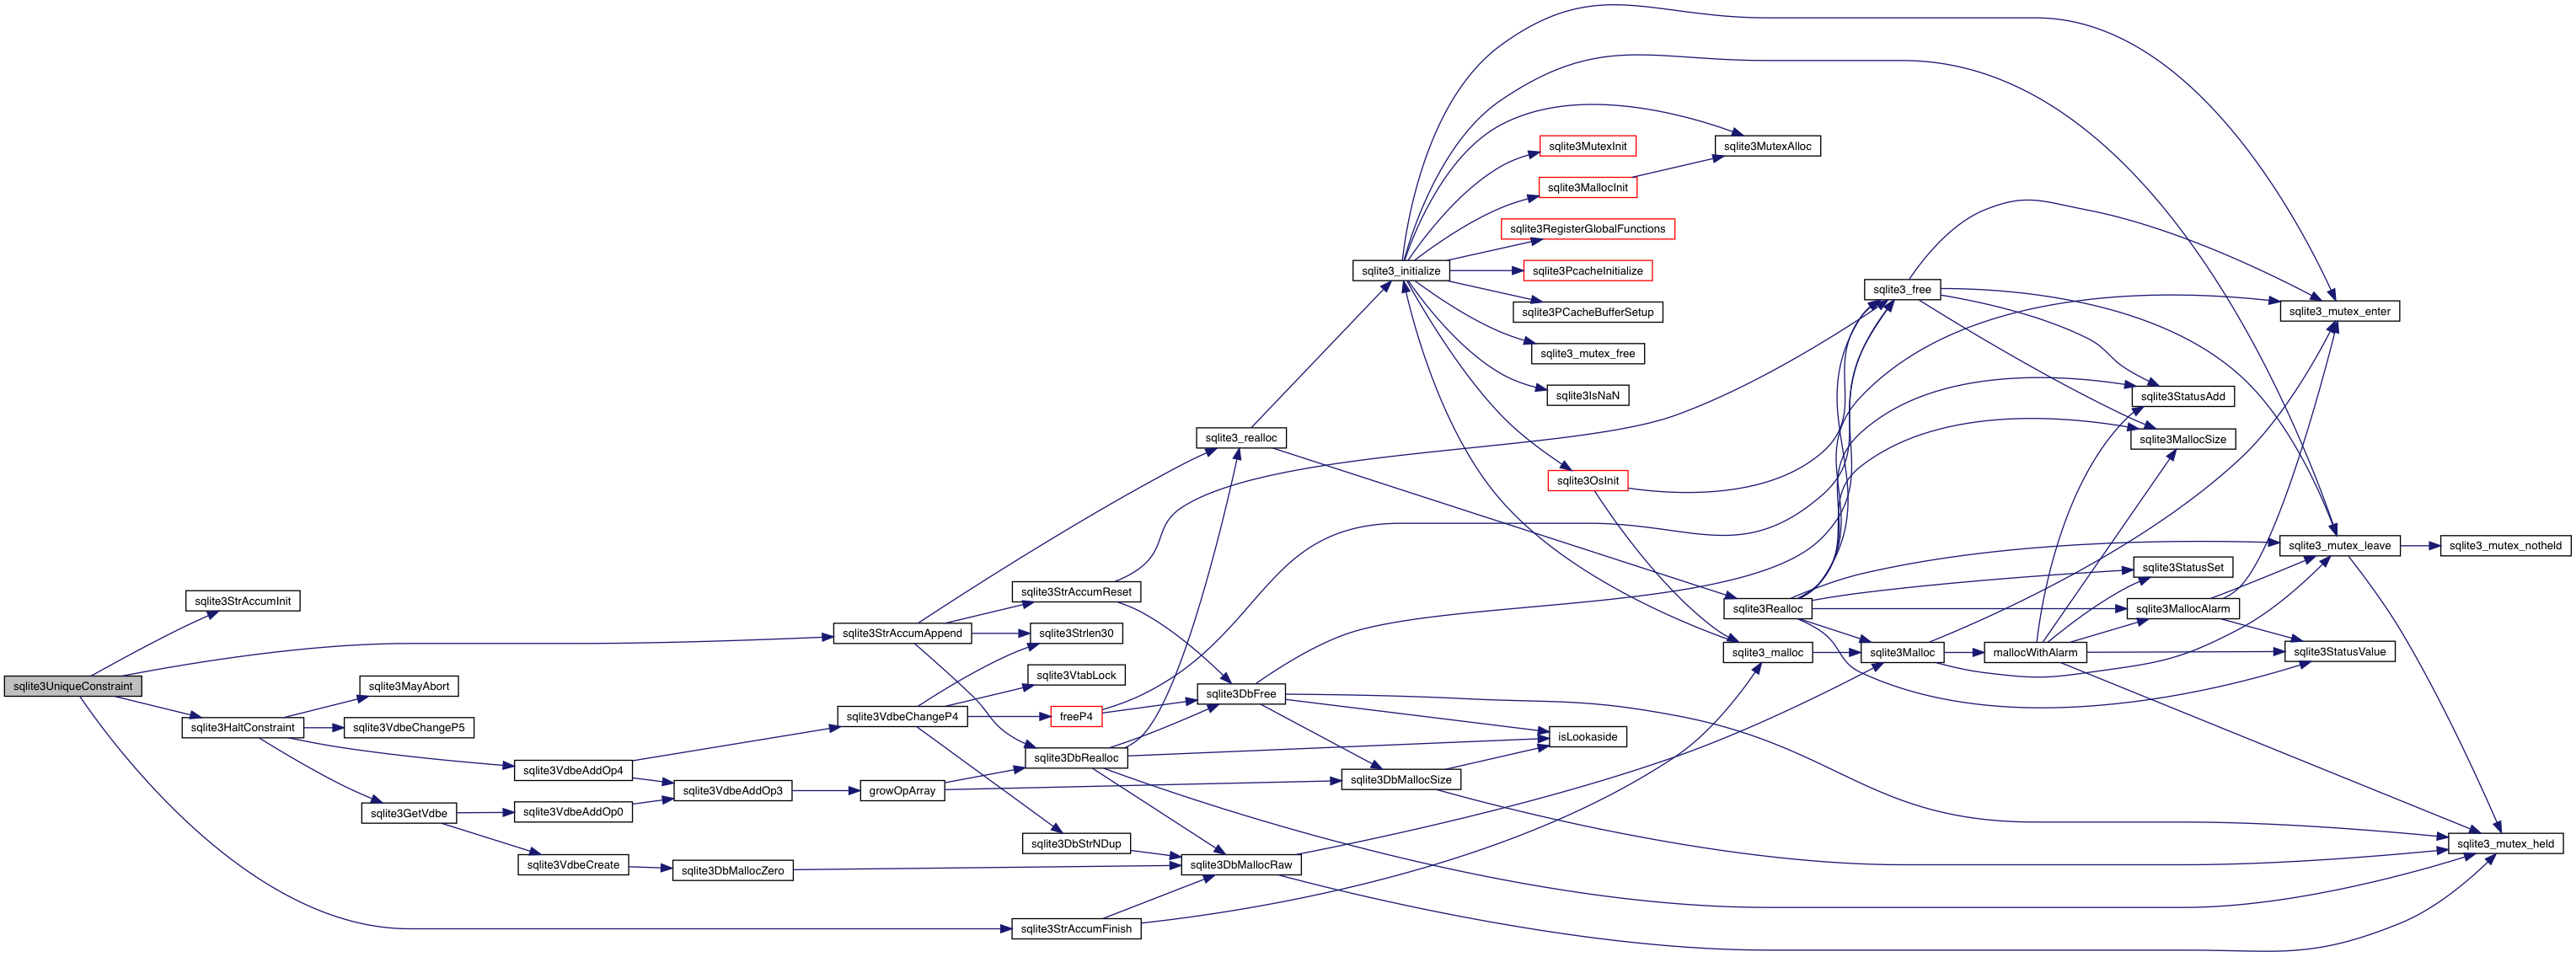 sqlite3UniqueConstraint
sqlite3StrAccumInit
sqlite3HaltConstraint
sqlite3MayAbort
sqlite3VdbeChangeP5
sqlite3GetVdbe
sqlite3VdbeAddOp4
sqlite3VdbeAddOp0
sqlite3VdbeCreate
sqlite3VdbeAddOp3
sqlite3DbMallocZero
sqlite3StrAccumAppend
sqlite3VdbeChangeP4
growOpArray
sqlite3StrAccumReset
sqlite3Strlen30
sqlite3VtabLock
freeP4
sqlite3DbRealloc
sqlite3DbStrNDup
sqlite3StrAccumFinish
sqlite3_realloc
sqlite3DbFree
sqlite3DbMallocRaw
sqlite3_initialize
sqlite3DbMallocSize
sqlite3MutexInit
sqlite3MallocInit
sqlite3RegisterGlobalFunctions
sqlite3PcacheInitialize
sqlite3PCacheBufferSetup
sqlite3_mutex_free
sqlite3IsNaN
sqlite3OsInit
isLookaside
sqlite3MutexAlloc
sqlite3Realloc
sqlite3_malloc
sqlite3_free
sqlite3Malloc
mallocWithAlarm
sqlite3StatusAdd
sqlite3MallocSize
sqlite3StatusSet
sqlite3MallocAlarm
sqlite3_mutex_enter
sqlite3_mutex_leave
sqlite3StatusValue
sqlite3_mutex_notheld
sqlite3_mutex_held